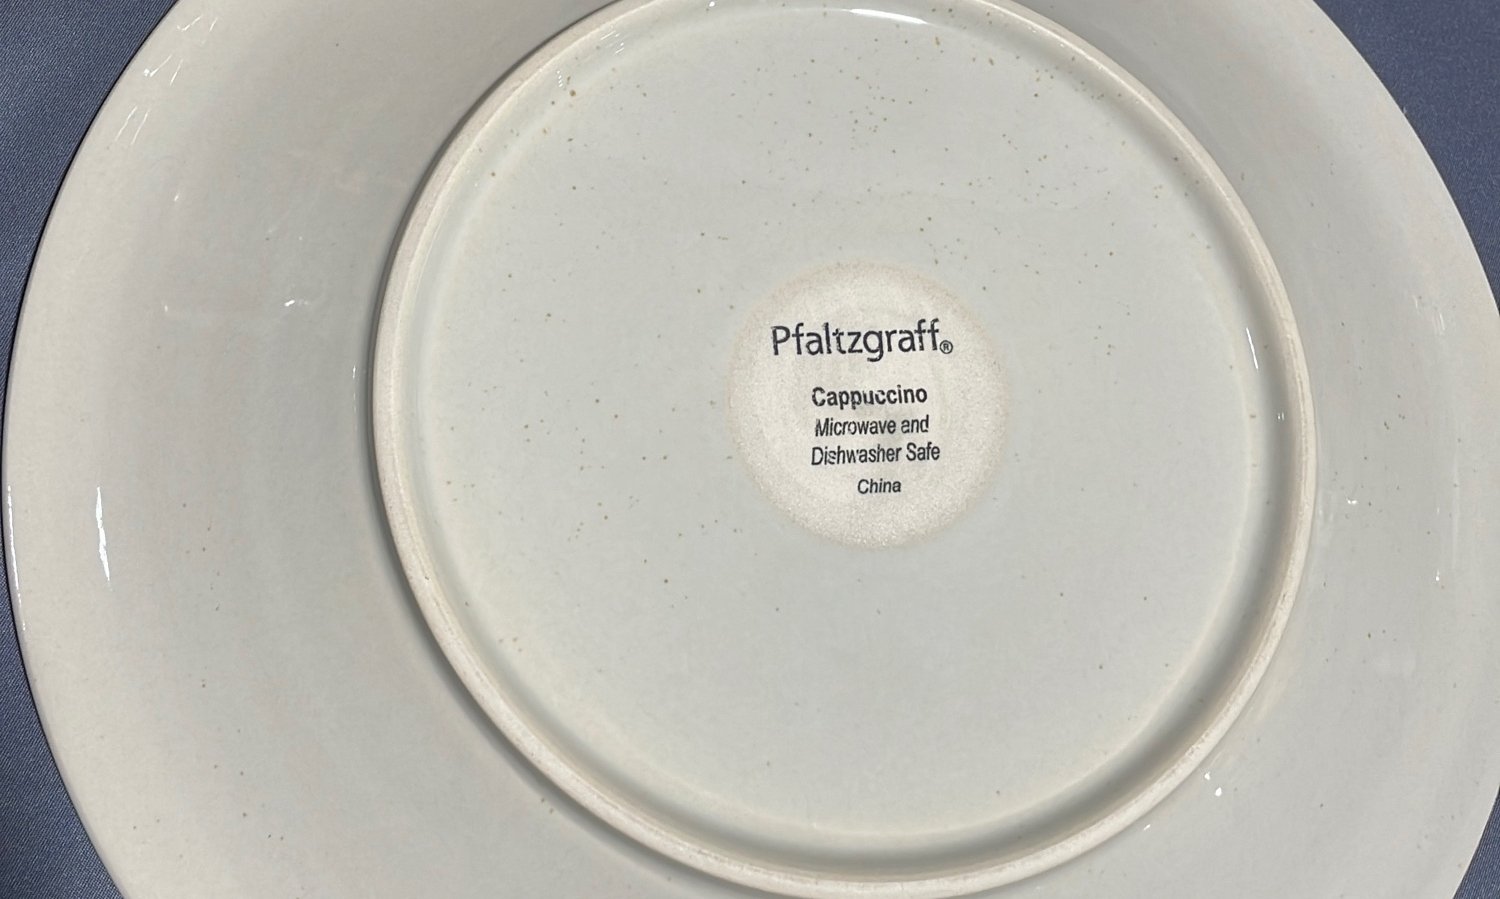 Pfaltzgraff®
Cappuccino
Microwave and
Dishwasher Safe
China